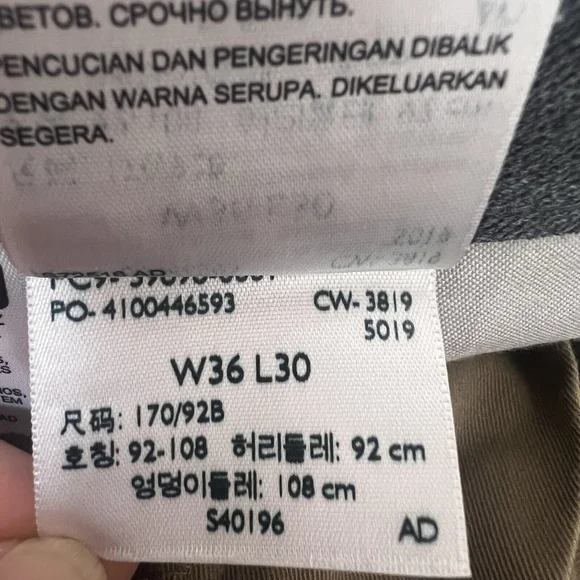 ВЕТОВ. СРОЧНО ВЫНУТЬ.
PENCUCIAN DAN PENGERINGAN DIBALIK
DENGAN WARNA SERUPA. DIKELUARKAN
SEGERA.
PO- 4100446593
CW- 3819
5019
W36 L30
尺码: 170/92B
호칭: 92-108 허리둘레: 92 cm
엉덩이둘레: 108 cm
S40196
AD